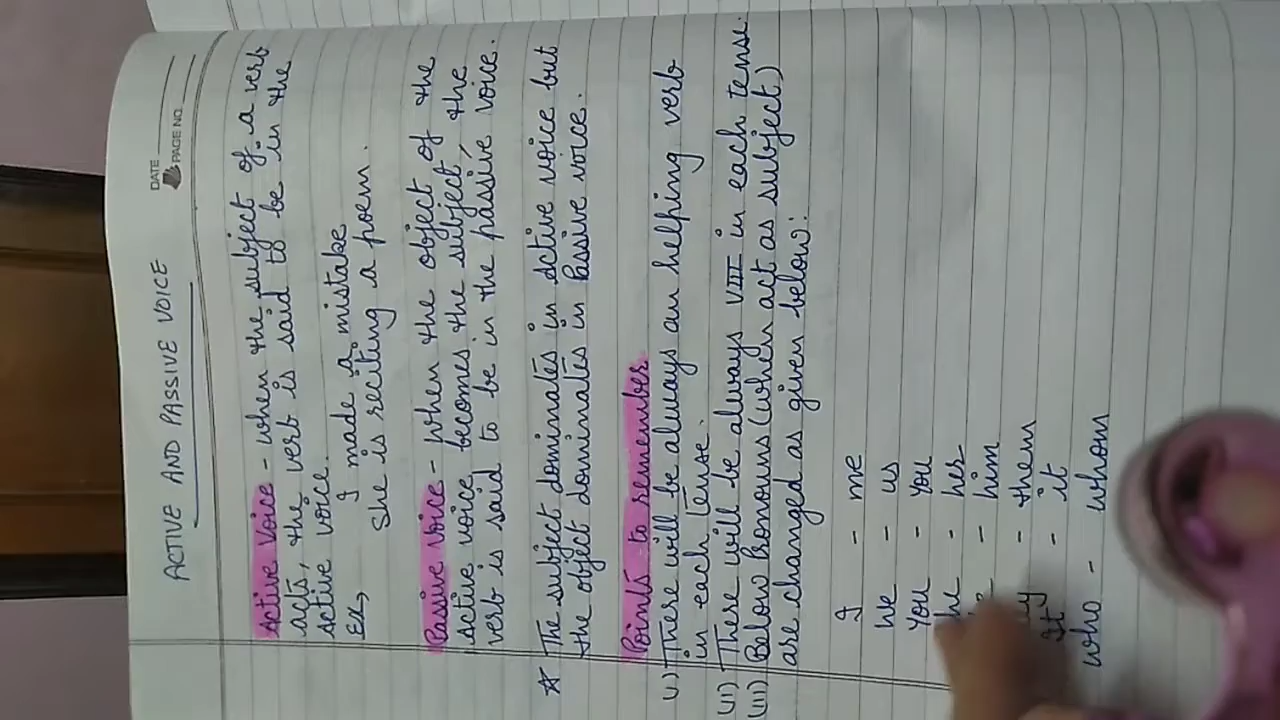 DATE
PAGE NO.
ACTIVE AND PASSIVE VOICE
Active voice - when the subject of a verb
acts, the verb is said to be in the
Active voice.
Ex, I made a mistake
She is reciting a poem.
Passive voice - when the object of the
Active voice becomes the subject, the
verb is said to be in the passive voice.
☆ The subject dominates in active voice but
the object dominates in Passive voice.
Points to remember
(i) There will be always an helping verb
in each Tense.
(ii) There will be always VIII in each tense.
(iii) Below Pronouns (when act as subject)
are changed as given below:
I - me
we - us
You - you
- her
- him
- them
It - it
who - whom